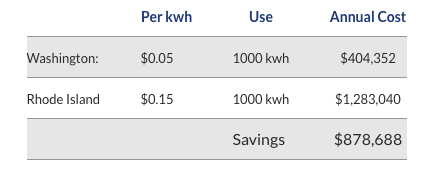 Per kwh Use Annual Cost
Washington: $0.05 1000 kwh $404,352
Rhode Island $0.15 1000 kwh $1,283,040
Savings $878,688